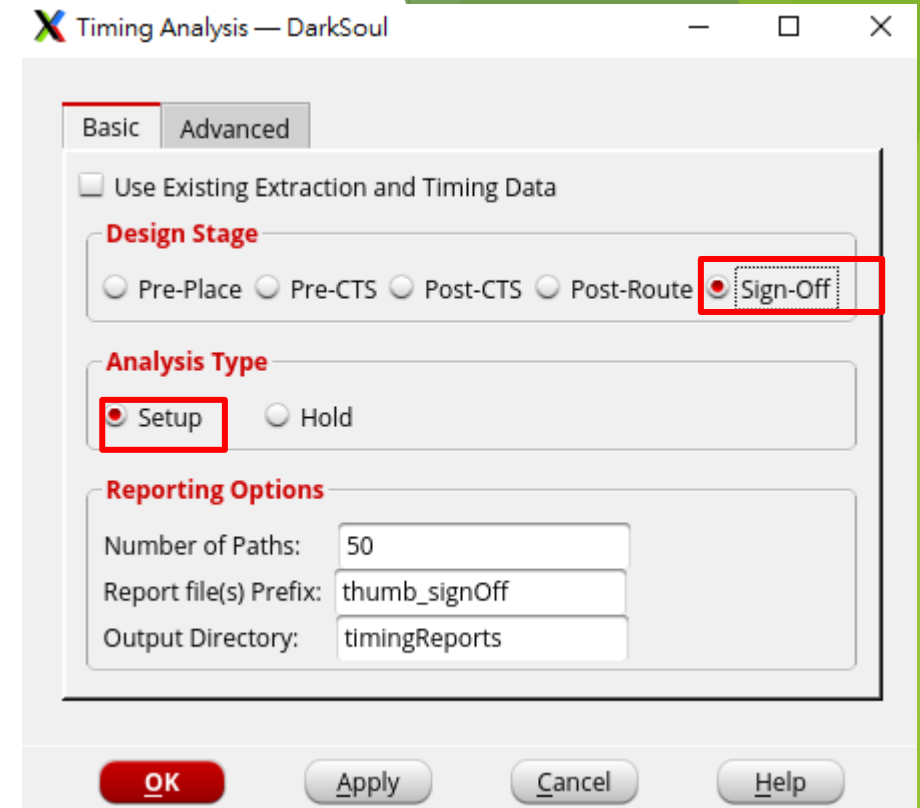 Timing Analysis — DarkSoul
Basic Advanced
Use Existing Extraction and Timing Data
Design Stage
Pre-Place Pre-CTS Post-CTS Post-Route Sign-Off
Analysis Type
Setup Hold
Reporting Options
Number of Paths: 50
Report file(s) Prefix: thumb_signOff
Output Directory: timingReports
OK Apply Cancel Help